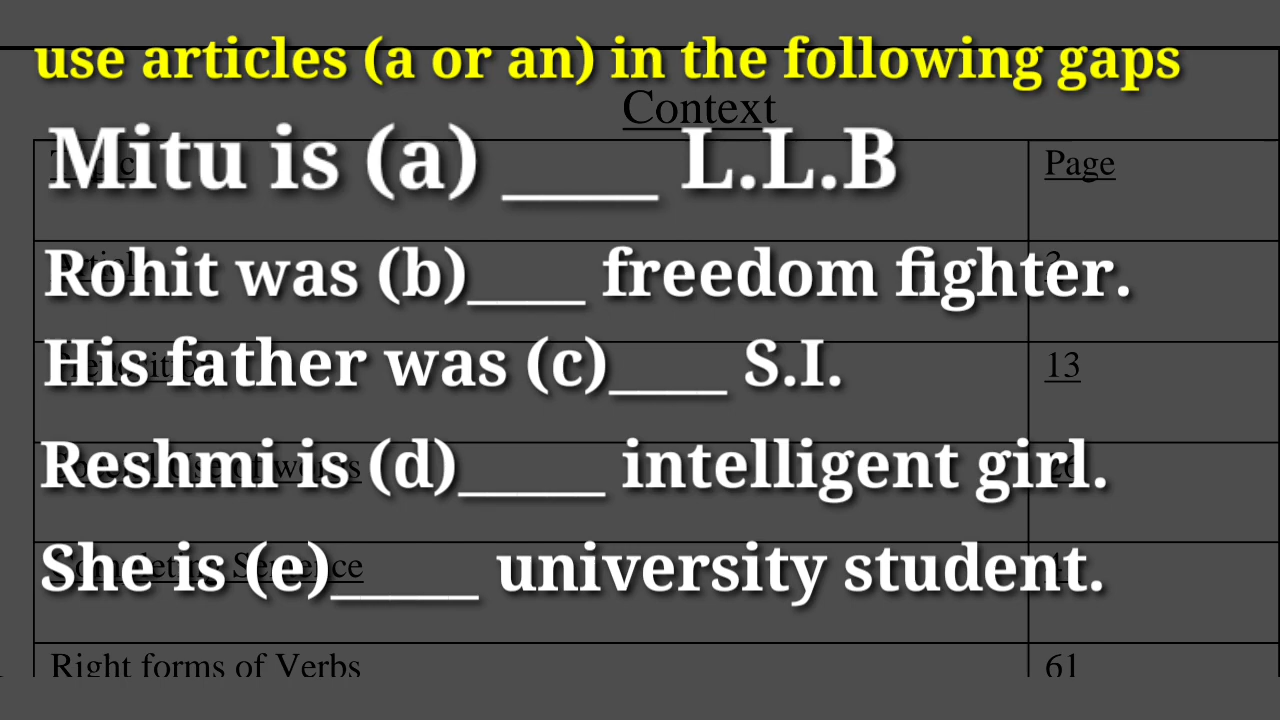 use articles (a or an) in the following gaps
Context
Mitu is (a) ____ L.L.B
Page
Rohit was (b)____ freedom fighter.
His father was (c)____ S.I.
13
Reshmi is (d)_____ intelligent girl.
She is (e)_____ university student.
Right forms of Verbs
61